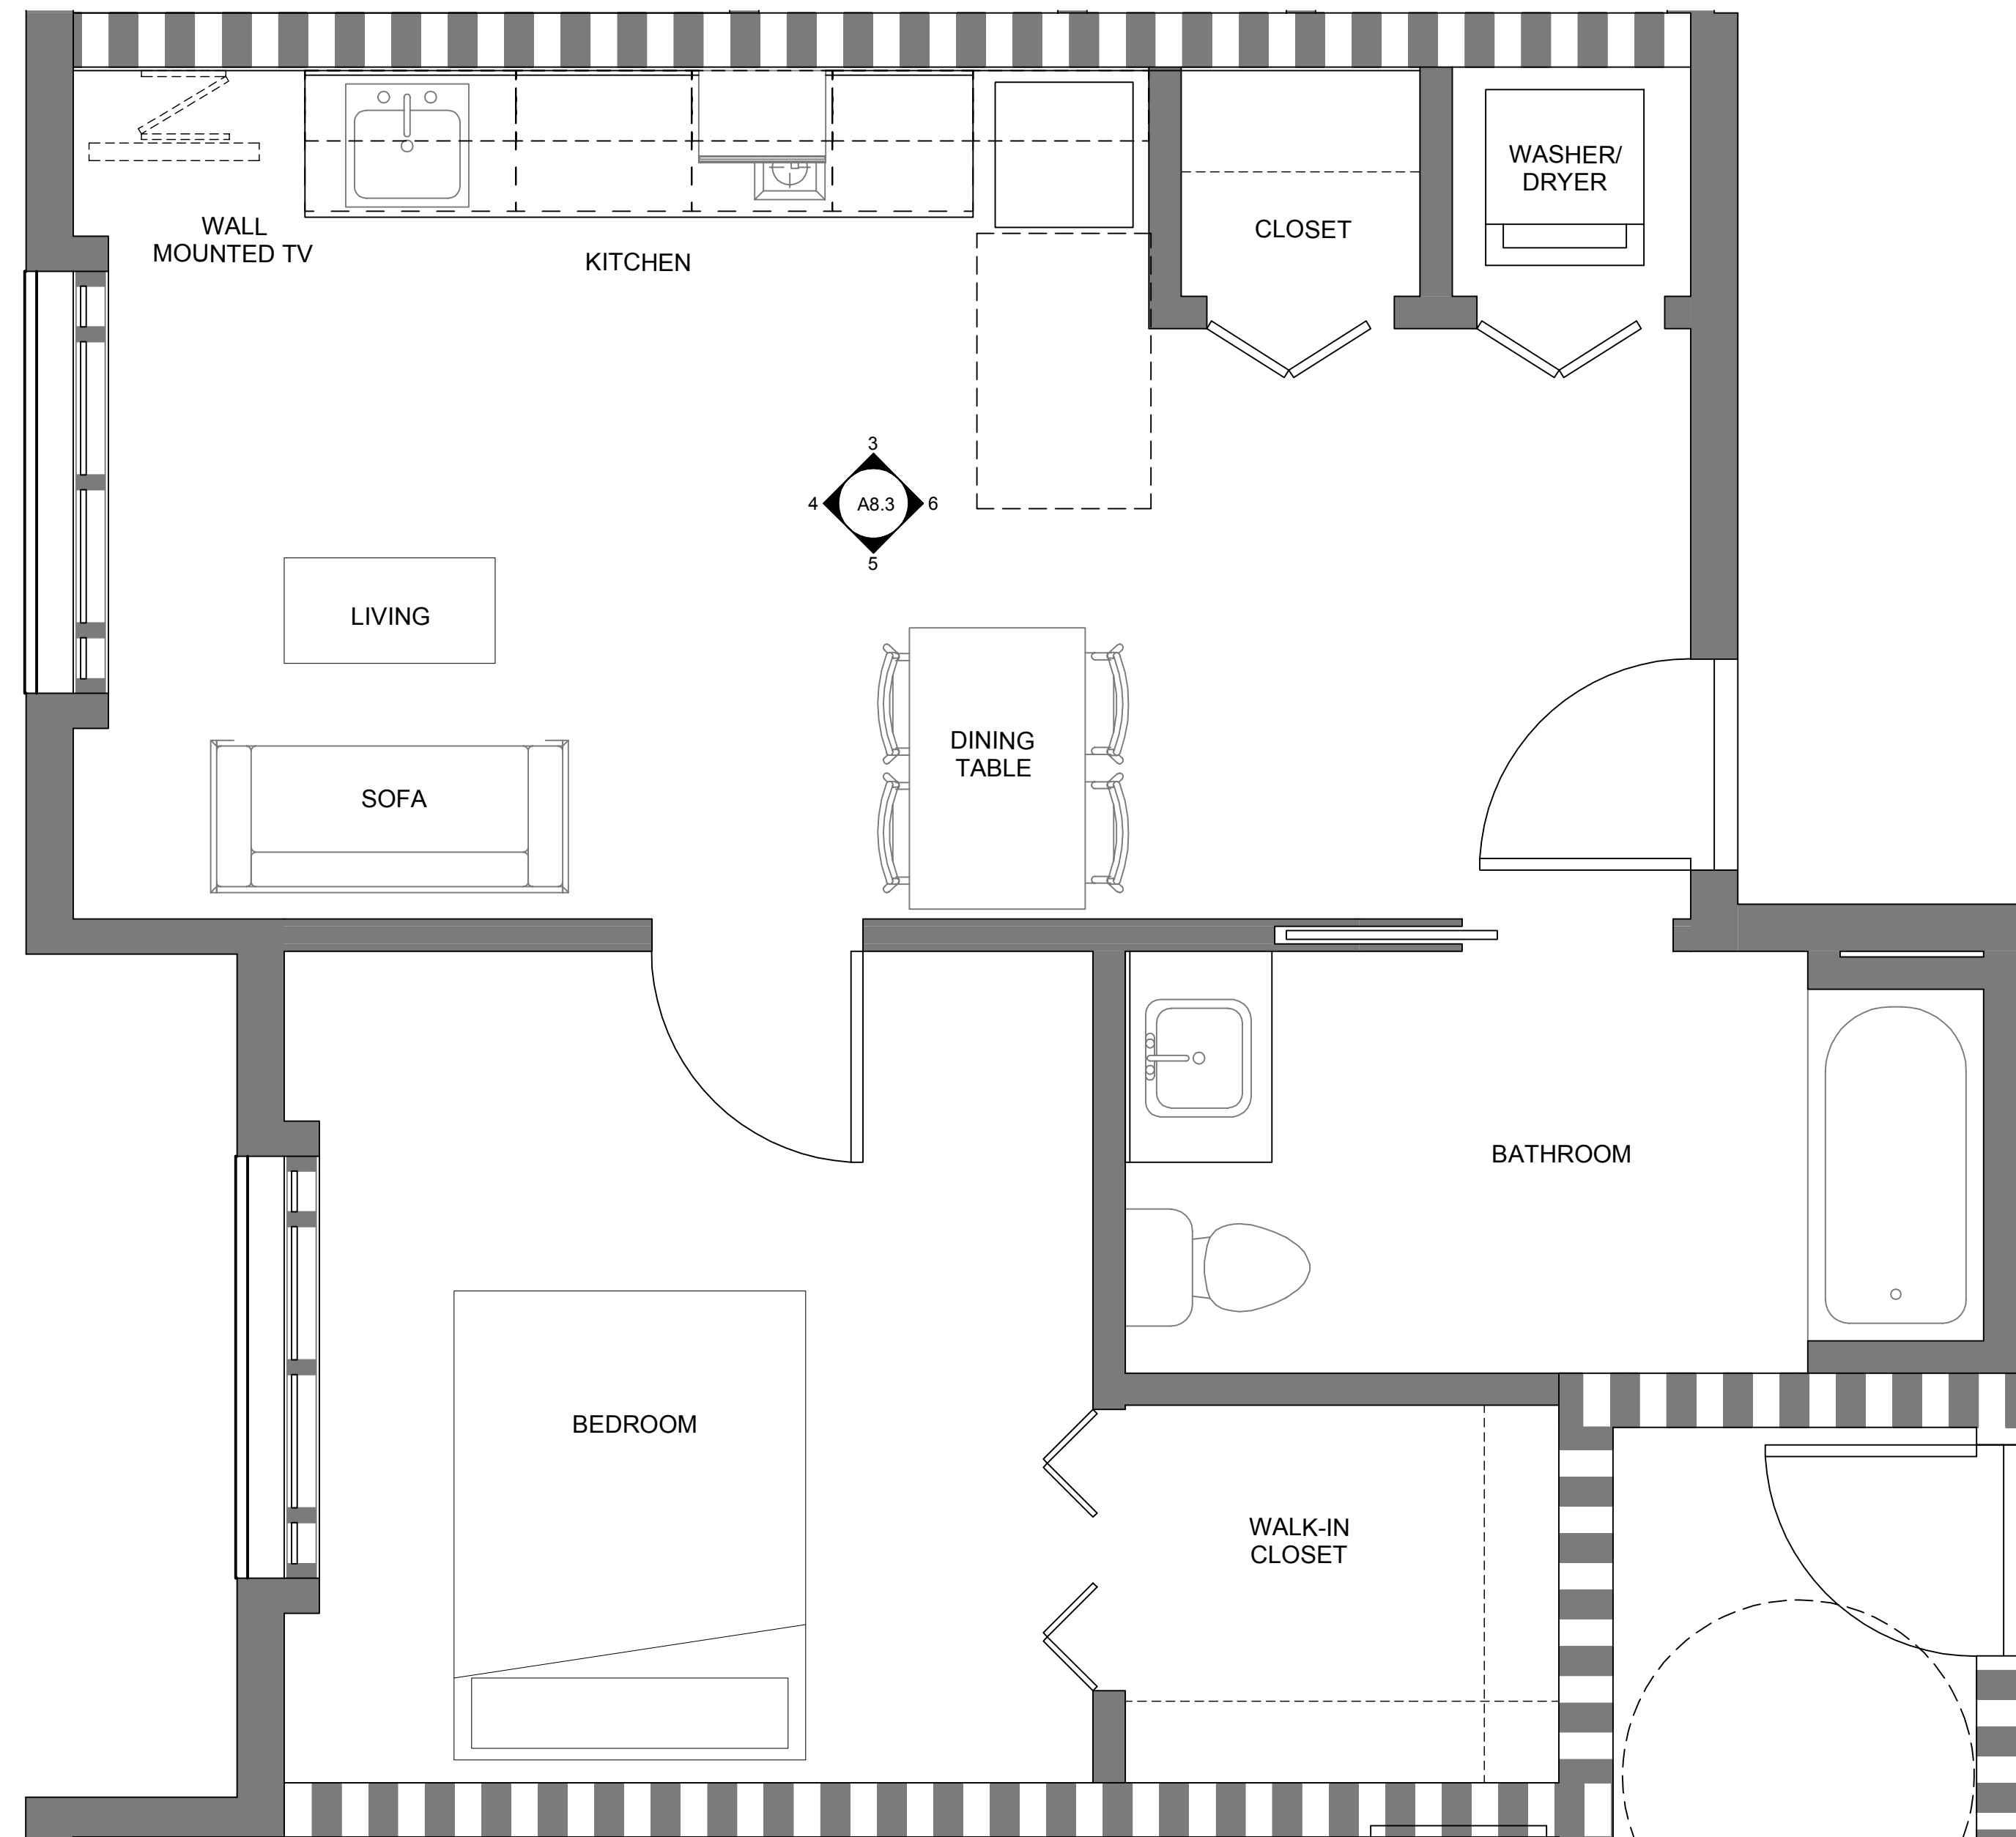 WASHER/
DRYER
WALL
MOUNTED TV
KITCHEN
CLOSET
3
4
A8.3
6
5
LIVING
DINING
TABLE
SOFA
BATHROOM
BEDROOM
WALK-IN
CLOSET